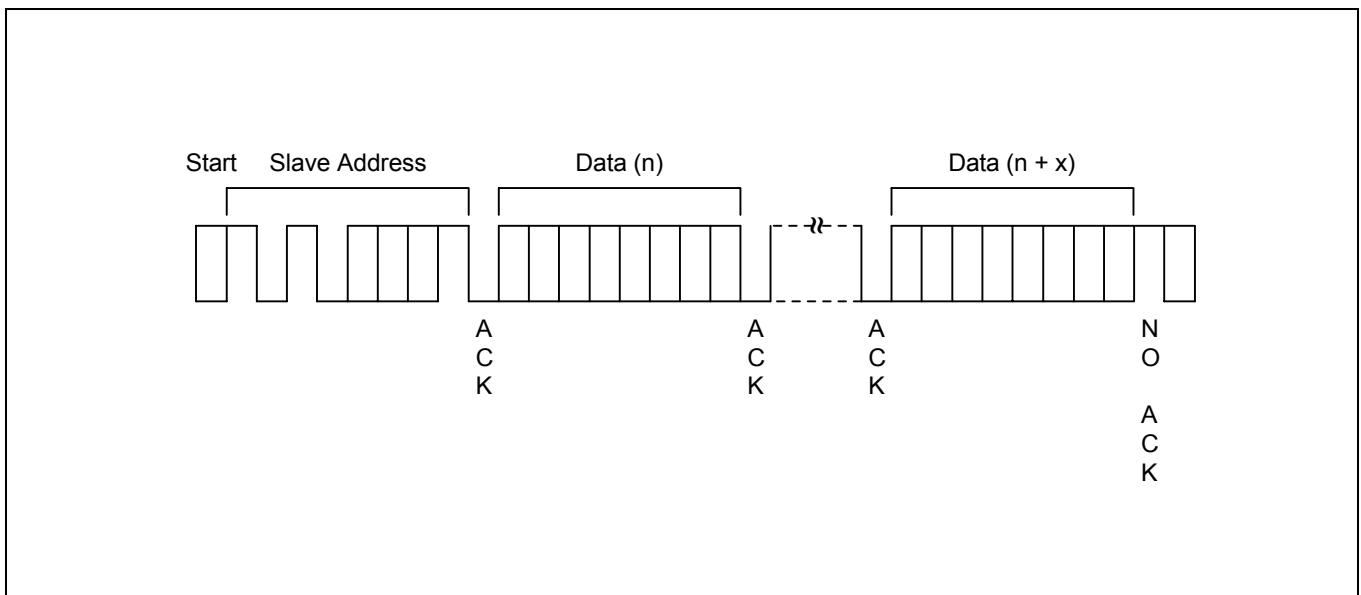 Start Slave Address Data (n) Data (n + x)
A A A N
C C C O
K K K
A
C
K